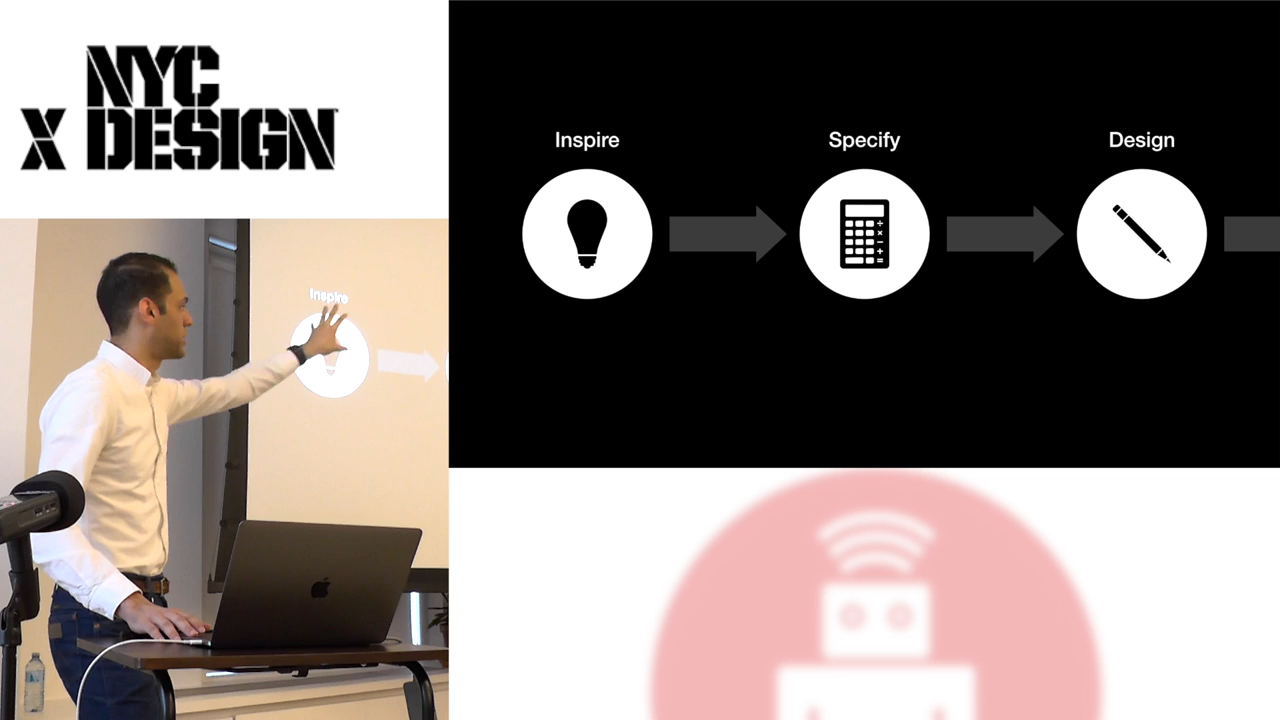 NYC
X DESIGN
Inspire
Specify
Design
Inspire